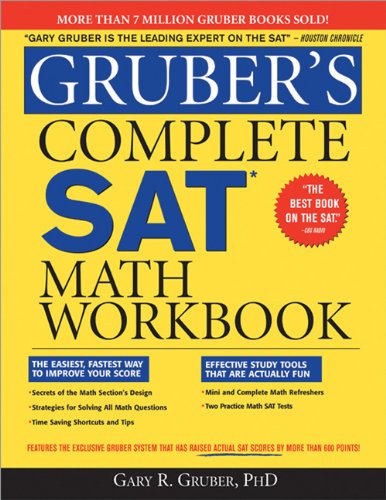 MORE THAN 7 MILLION GRUBER BOOKS SOLD!
"GARY GRUBER IS THE LEADING EXPERT ON THE SAT" –HOUSTON CHRONICLE
GRUBER'S
COMPLETE
SAT*
MATH
WORKBOOK
"THE
BEST BOOK
ON THE SAT."
–CBS RADIO
THE EASIEST, FASTEST WAY
TO IMPROVE YOUR SCORE
•Secrets of the Math Section's Design
•Strategies for Solving All Math Questions
•Time Saving Shortcuts and Tips
EFFECTIVE STUDY TOOLS
THAT ARE ACTUALLY FUN
•Mini and Complete Math Refreshers
•Two Practice Math SAT Tests
FEATURES THE EXCLUSIVE GRUBER SYSTEM THAT HAS RAISED ACTUAL SAT SCORES BY MORE THAN 600 POINTS!
GARY R. GRUBER, PHD